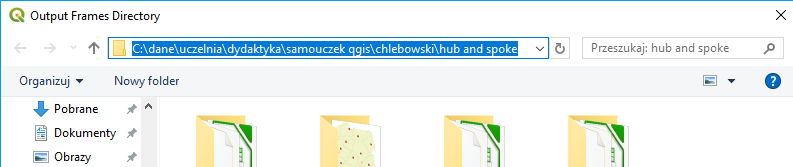 Output Frames Directory
C:\dane\uczelnia\dydaktyka\samouczek qgis\chlebowski\hub and spoke
Przeszukaj: hub and spoke
Organizuj
Nowy folder
Pobrane
Dokumenty
Obrazy